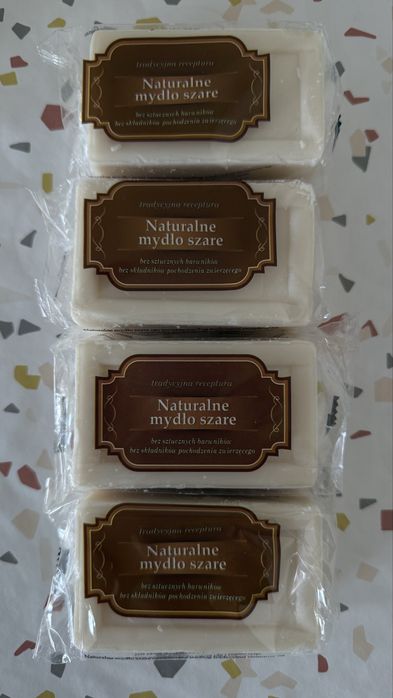 tradycyjna receptura
Naturalne
mydło szare
bez sztucznych barwników
bez składników pochodzenia zwierzęcego
tradycyjna receptura
Naturalne
mydło szare
bez sztucznych barwników
bez składników pochodzenia zwierzęcego
tradycyjna receptura
Naturalne
mydło szare
bez sztucznych barwników
bez składników pochodzenia zwierzęcego
tradycyjna receptura
Naturalne
mydło szare
bez sztucznych barwników
bez składników pochodzenia zwierzęcego